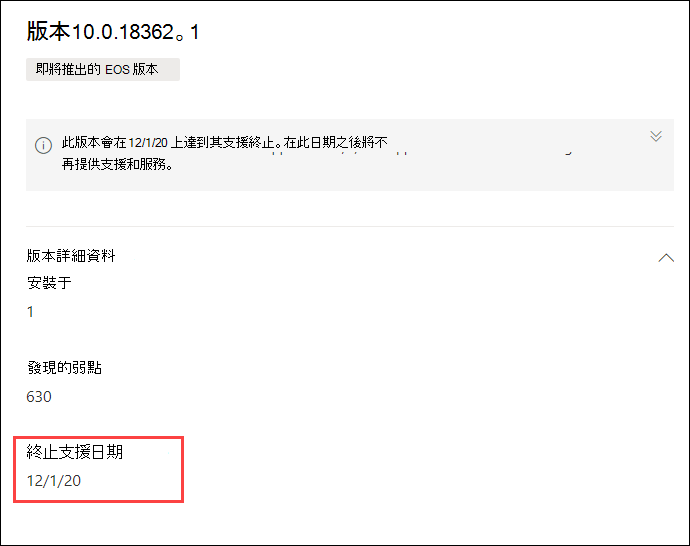 版本10.0.18362。1
即將推出的 EOS 版本
此版本會在 12/1/20 上達到其支援終止。在此日期之後將不
再提供支援和服務。
版本詳細資料
安裝于
1
發現的弱點
630
終止支援日期
12/1/20